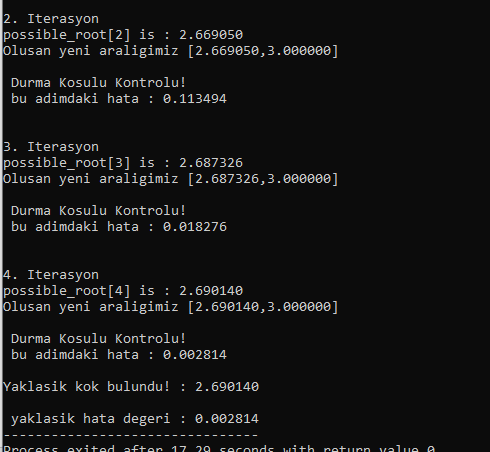 2. Iterasyon
possible_root[2] is : 2.669050
Olusan yeni araligimiz [2.669050,3.000000]
Durma Kosulu Kontrolu!
bu adimdaki hata : 0.113494
3. Iterasyon
possible_root[3] is : 2.687326
Olusan yeni araligimiz [2.687326,3.000000]
Durma Kosulu Kontrolu!
bu adimdaki hata : 0.018276
4. Iterasyon
possible_root[4] is : 2.690140
Olusan yeni araligimiz [2.690140,3.000000]
Durma Kosulu Kontrolu!
bu adimdaki hata : 0.002814
Yaklasik kok bulundu! : 2.690140
yaklasik hata degeri : 0.002814
--------------------------------
Process exited after 17.29 seconds with return value 0